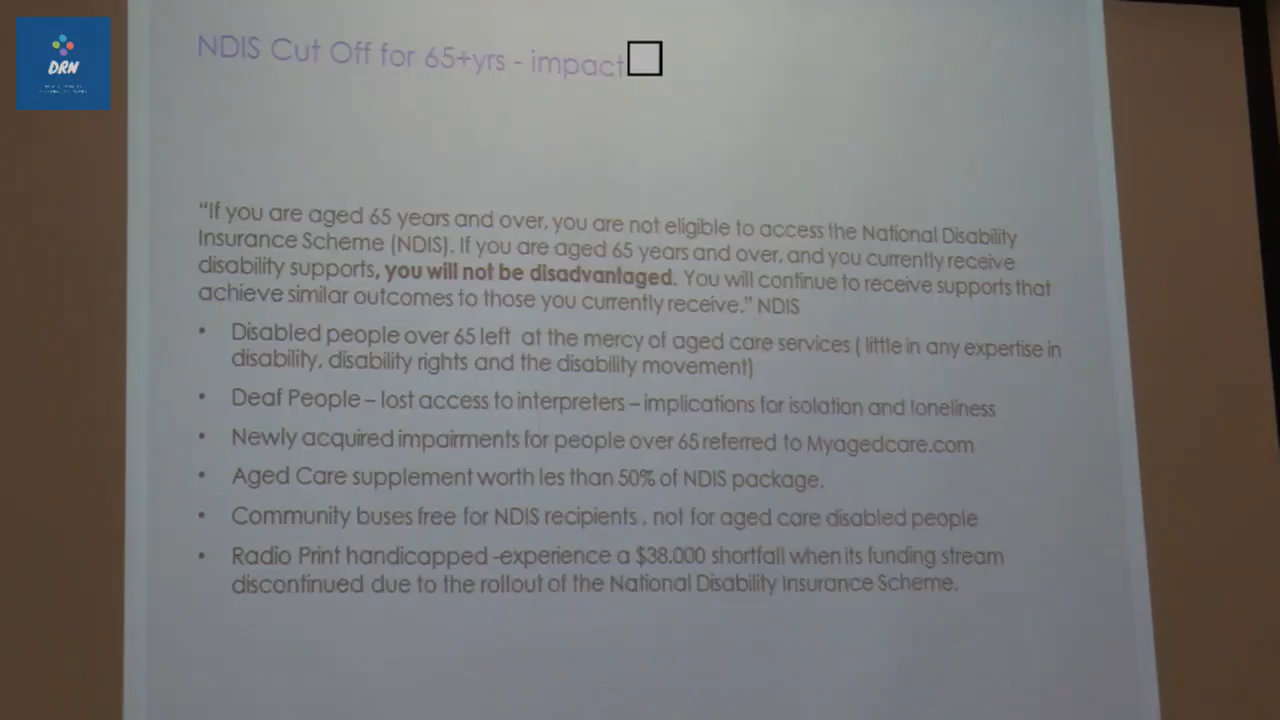 DRN
NDIS Cut Off for 65+yrs - impact
“If you are aged 65 years and over, you are not eligible to access the National Disability
Insurance Scheme (NDIS). If you are aged 65 years and over, and you currently receive
disability supports, you will not be disadvantaged. You will continue to receive supports that
achieve similar outcomes to those you currently receive.” NDIS
• Disabled people over 65 left at the mercy of aged care services ( little in any expertise in
disability, disability rights and the disability movement)
• Deaf People – lost access to interpreters – implications for isolation and loneliness
• Newly acquired impairments for people over 65 referred to Myagedcare.com
• Aged Care supplement worth less than 50% of NDIS package.
• Community buses free for NDIS recipients , not for aged care disabled people
• Radio Print handicapped -experience a $38.000 shortfall when its funding stream
discontinued due to the rollout of the National Disability Insurance Scheme.